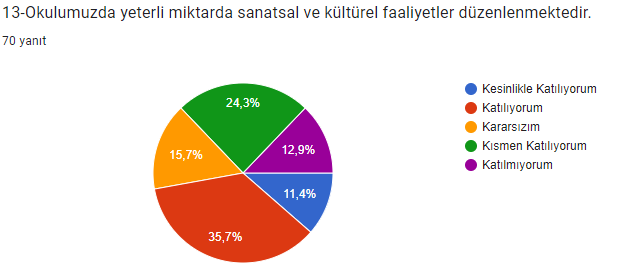 13-Okulumuzda yeterli miktarda sanatsal ve kültürel faaliyetler düzenlenmektedir.
70 yanıt
24,3%
12,9%
15,7%
11,4%
35,7%
Kesinlikle Katılıyorum
Katılıyorum
Kararsızım
Kısmen Katılıyorum
Katılmıyorum